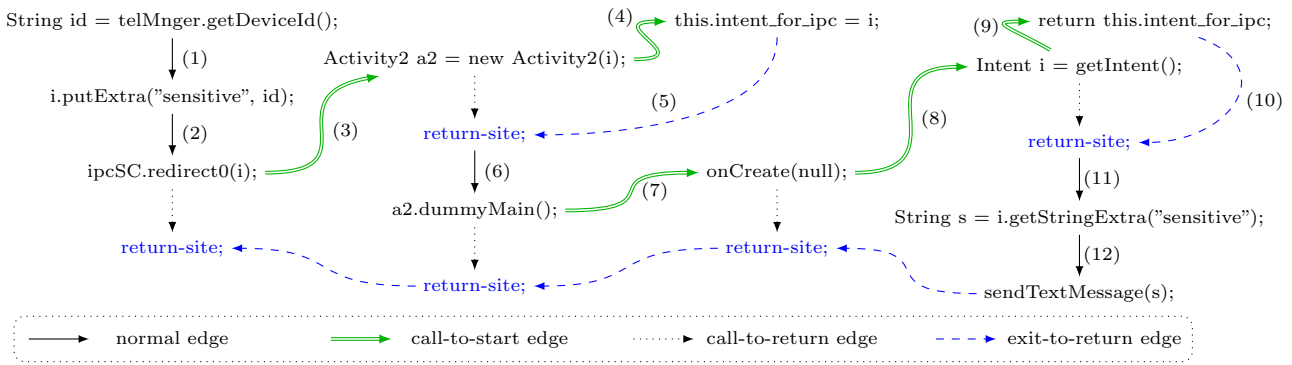 String id = telMnger.getDeviceId();
(1)
i.putExtra("sensitive", id);
(2)
ipcSC.redirect0(i);
return-site;
(3)
Activity2 a2 = new Activity2(i);
return-site;
(6)
a2.dummyMain();
return-site;
(4)
this.intent_for_ipc = i;
(5)
(7)
onCreate(null);
return-site;
(8)
(9)
return this.intent_for_ipc;
Intent i = getIntent();
(10)
return-site;
(11)
String s = i.getStringExtra("sensitive");
(12)
sendTextMessage(s);
normal edge
call-to-start edge
call-to-return edge
exit-to-return edge